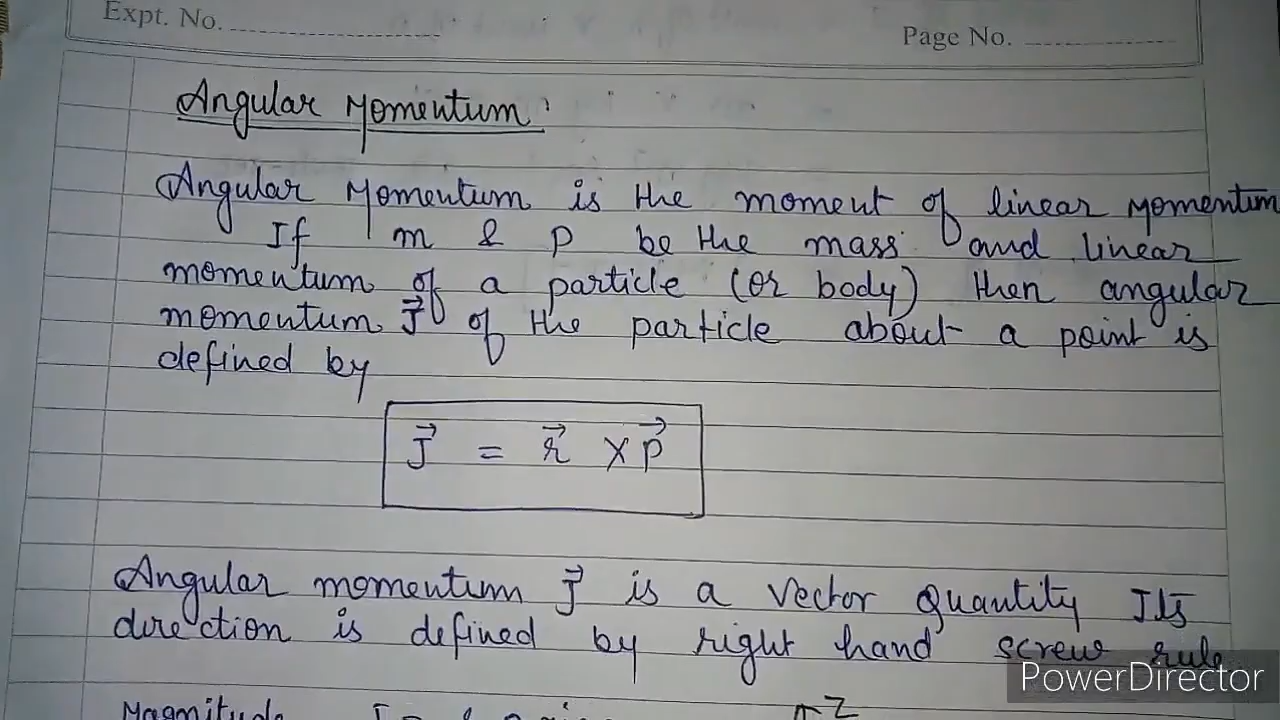 Expt. No.
Page No.
Angular Momentum:
Angular Momentum is the moment of linear momentum
If m & p be the mass and linear
momentum of a particle (or body) then angular
momentum J⃗ of the particle about a point is
defined by
J⃗ = r⃗ × p⃗
Angular momentum J⃗ is a vector quantity Its
direction is defined by right hand screw rule
PowerDirector
Magnitude